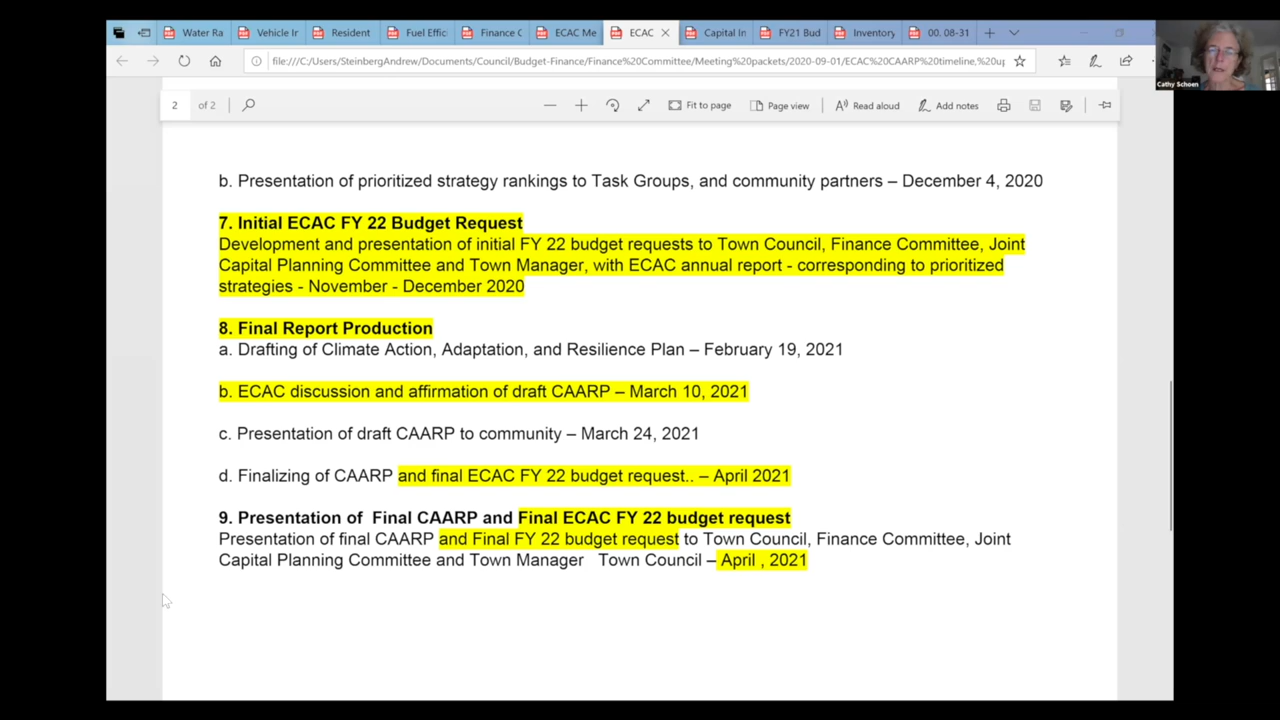 Water Ra
Vehicle Ir
Resident
Fuel Effic
Finance C
ECAC Me
ECAC
Capital In
FY21 Bud
Inventory
00. 08-31
file:///C:/Users/SteinbergAndrew/Documents/Council/Budget-Finance/Finance%20Committee/Meeting%20packets/2020-09-01/ECAC%20CAARP%20timeline,%20up
2 of 2
Fit to page
Page view
Read aloud
Add notes
Cathy Schoen
b. Presentation of prioritized strategy rankings to Task Groups, and community partners – December 4, 2020
7. Initial ECAC FY 22 Budget Request
Development and presentation of initial FY 22 budget requests to Town Council, Finance Committee, Joint
Capital Planning Committee and Town Manager, with ECAC annual report - corresponding to prioritized
strategies - November - December 2020
8. Final Report Production
a. Drafting of Climate Action, Adaptation, and Resilience Plan – February 19, 2021
b. ECAC discussion and affirmation of draft CAARP – March 10, 2021
c. Presentation of draft CAARP to community – March 24, 2021
d. Finalizing of CAARP and final ECAC FY 22 budget request.. – April 2021
9. Presentation of Final CAARP and Final ECAC FY 22 budget request
Presentation of final CAARP and Final FY 22 budget request to Town Council, Finance Committee, Joint
Capital Planning Committee and Town Manager Town Council – April , 2021